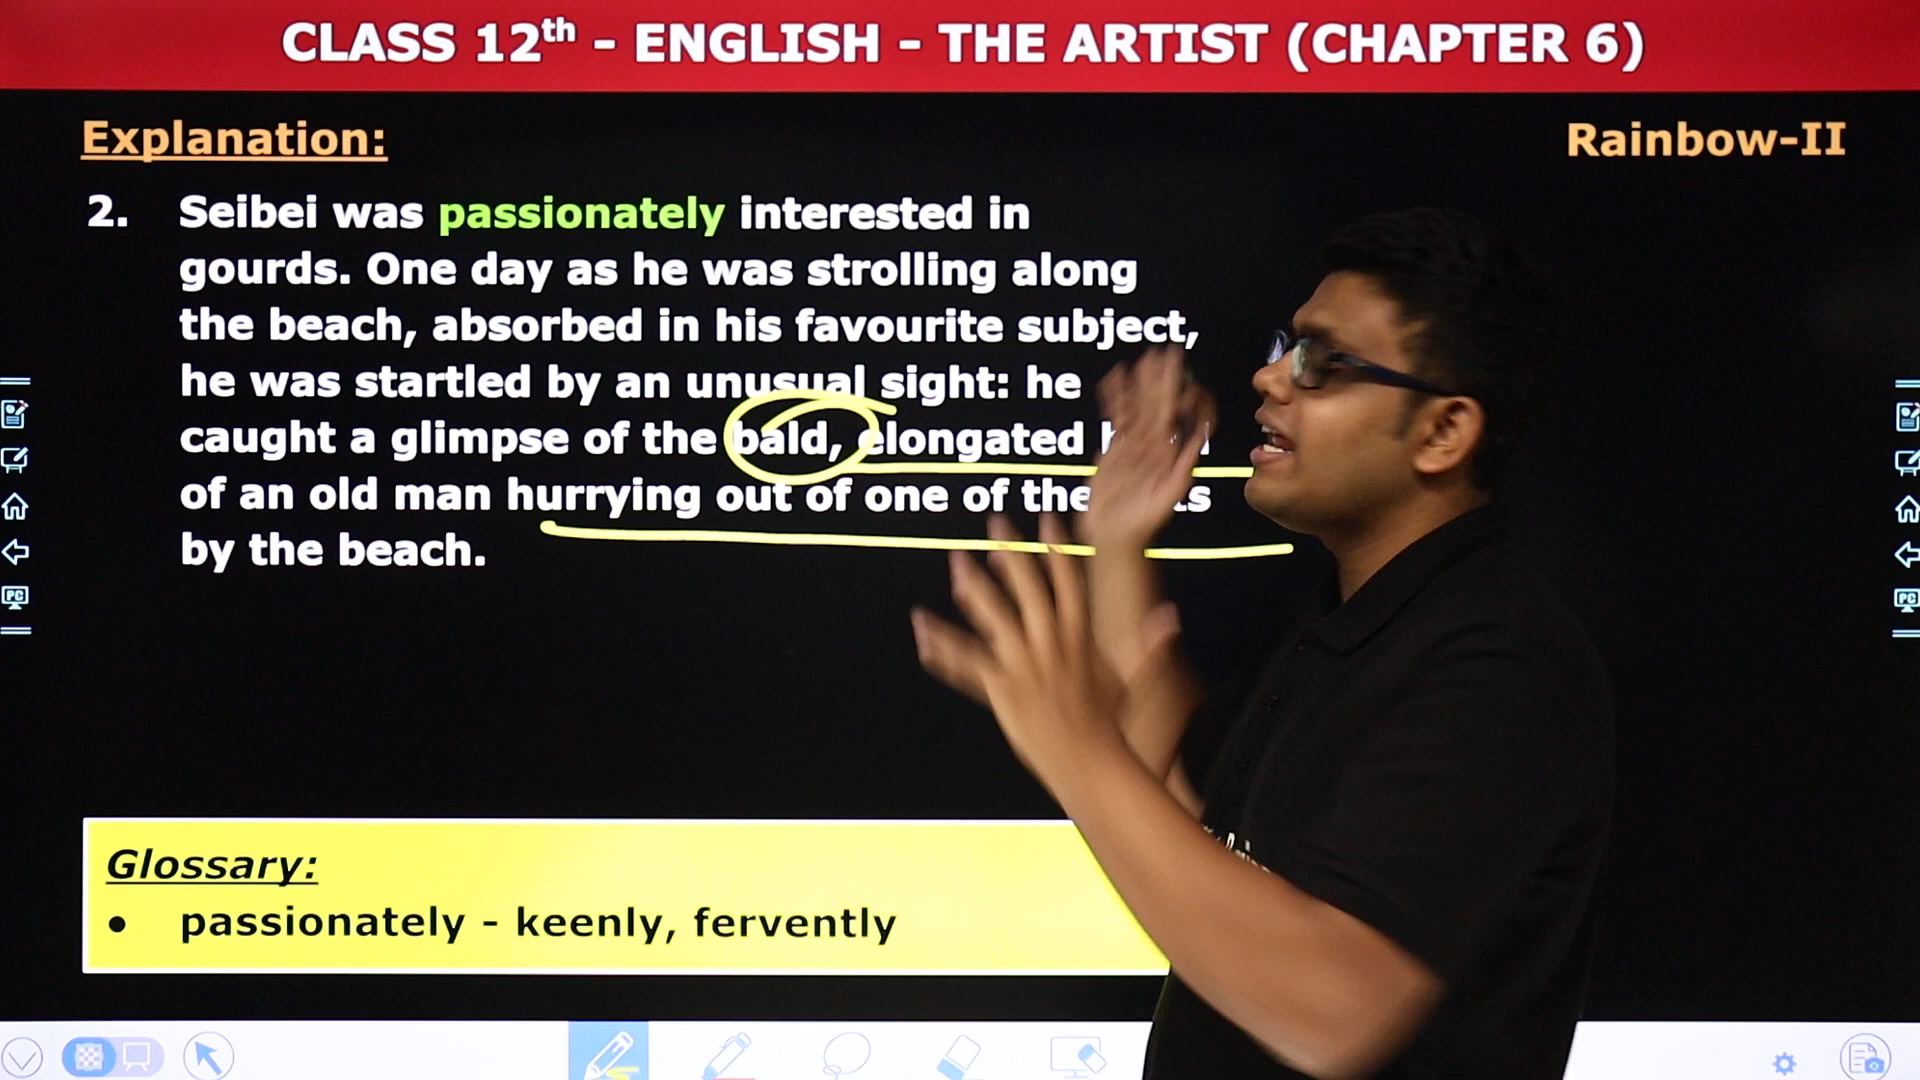 CLASS 12th - ENGLISH - THE ARTIST (CHAPTER 6)
Explanation:
Rainbow-II
2. Seibei was passionately interested in
gourds. One day as he was strolling along
the beach, absorbed in his favourite subject,
he was startled by an unusual sight: he
caught a glimpse of the bald, elongated
of an old man hurrying out of one of the
by the beach.
Glossary:
• passionately - keenly, fervently
PC
PC